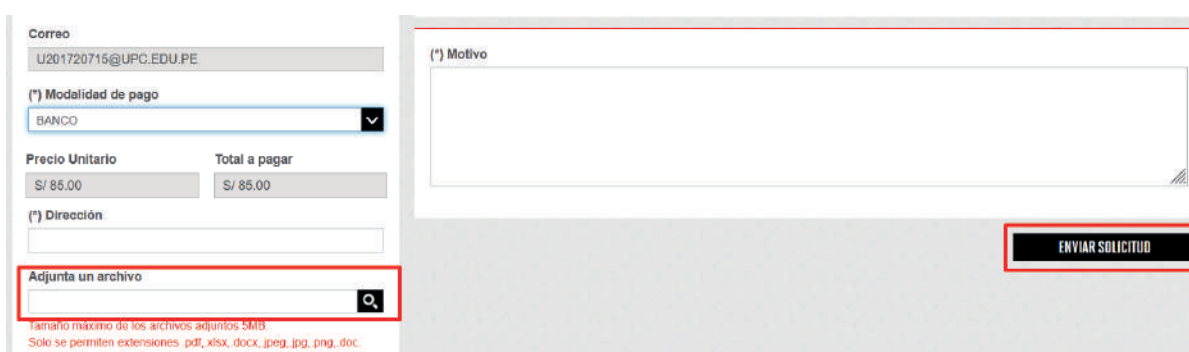 Correo
U201720715@UPC.EDU.PE
(*) Modalidad de pago
BANCO
Precio Unitario
Total a pagar
S/ 85.00
S/ 85.00
(*) Dirección
Adjunta un archivo
Tamaño máximo de los archivos adjuntos 5MB.
Solo se permiten extensiones .pdf, xlsx, docx, jpeg, jpg, png, doc.
(*) Motivo
ENVIAR SOLICITUD